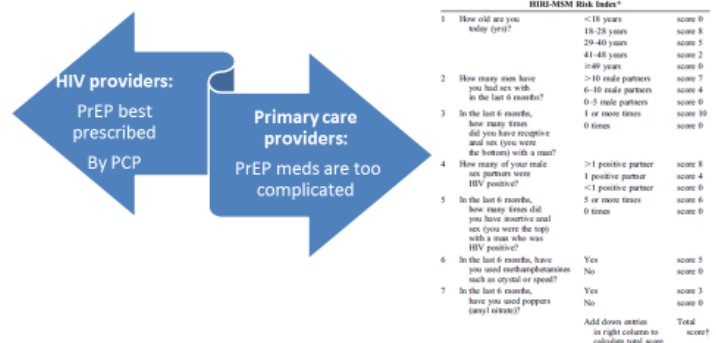 HIV providers:
PrEP best
prescribed
By PCP
Primary care
providers:
PrEP meds are too
complicated
HIRI-MSM Risk Index*
1 How old are you <18 years score 0
today (yrs)? 18-28 years score 8
29-40 years score 5
41-48 years score 2
≥49 years score 0
2 How many men have >10 male partners score 7
you had sex with 6-10 male partners score 4
in the last 6 months? 0-5 male partners score 0
3 In the last 6 months, 1 or more times score 10
how many times 0 times score 0
did you have receptive
anal sex (you were
the bottom) with a man?
4 How many of your male >1 positive partner score 8
sex partners were 1 positive partner score 4
HIV positive? <1 positive partner score 0
5 In the last 6 months, 5 or more times score 6
how many times did 0 times score 0
you have insertive anal
sex (you were the top)
with a man who was
HIV positive?
6 In the last 6 months, have Yes score 5
you used methamphetamines No score 0
such as crystal or speed?
7 In the last 6 months, Yes score 3
have you used poppers No score 0
(amyl nitrate)?
Add down entries Total
in right column to score†
calculate total score